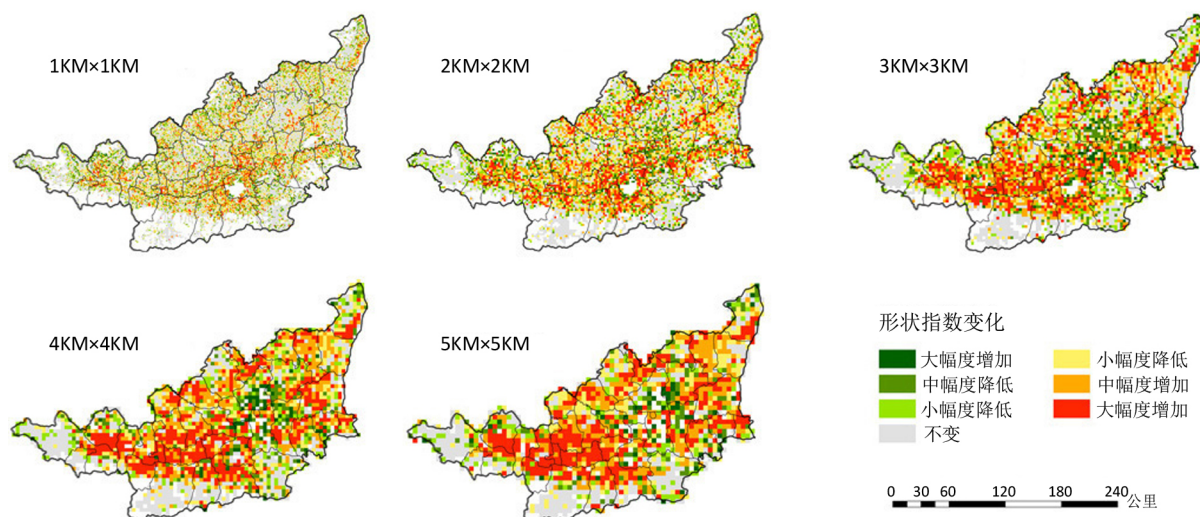 1KM×1KM
2KM×2KM
3KM×3KM
4KM×4KM
5KM×5KM
形状指数变化
大幅度增加 小幅度降低
中幅度降低 中幅度增加
小幅度降低 大幅度增加
不变
0 30 60 120 180 240 公里